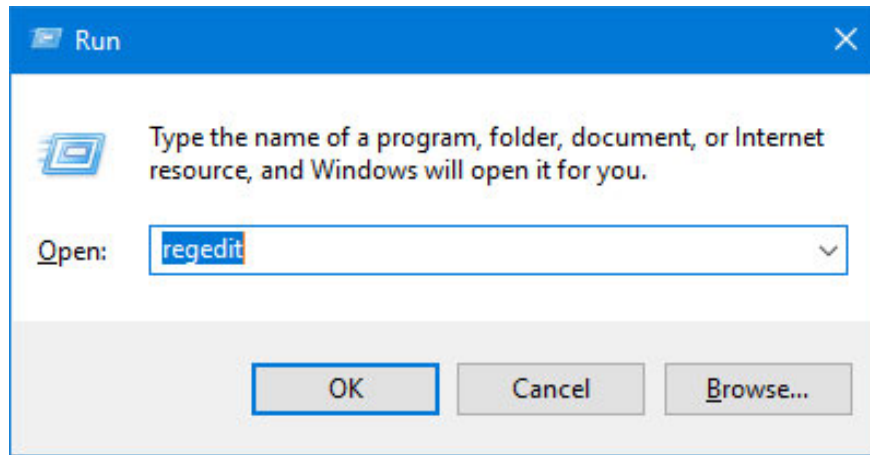 Run
Type the name of a program, folder, document, or Internet
resource, and Windows will open it for you.
Open: regedit
OK Cancel Browse...